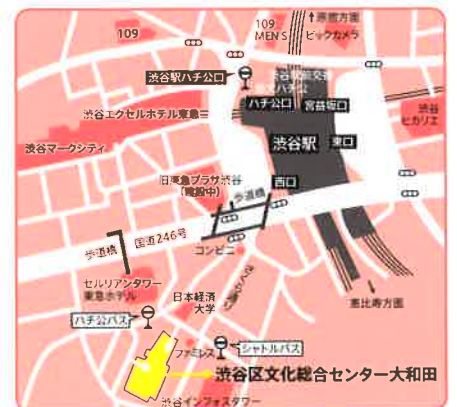 ↑原宿方面
109
109
MEN'S
ビックカメラ
渋谷駅ハチ公口
ハチ公口
宮益坂口
渋谷エクセルホテル東急
渋谷
ヒカリエ
渋谷駅
東口
渋谷マークシティ
旧東急プラザ渋谷
(建設中)
西口
歩道橋
歩道橋
国道246号
コンビニ
セルリアンタワー
東急ホテル
日本経済
大学
恵比寿方面
ハチ公バス
ファミレス
シャトルバス
渋谷区文化総合センター大和田
渋谷インフォスタワー